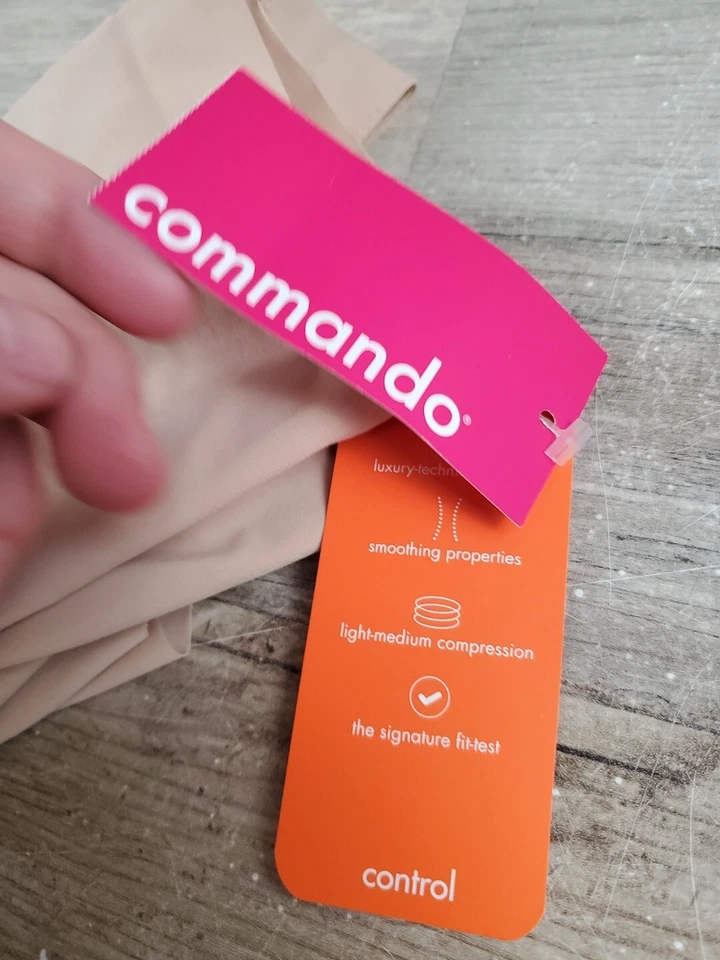 commando®
smoothing properties
light-medium compression
the signature fit-test
control